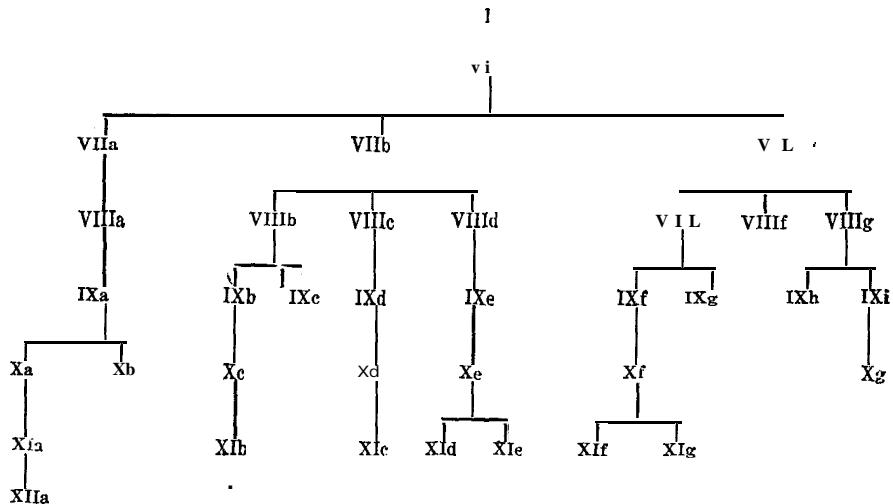 I
vi
VIIa VIIb V L
VIIIa VIIIb VIIIc VIIId VIL VIIIf VIIIg
IXa IXb IXc IXd IXe IXf IXg IXh IXi
Xa Xb Xc Xd Xe Xf Xg
XIa XIb XIc XId XIe XIf XIg
XIIa